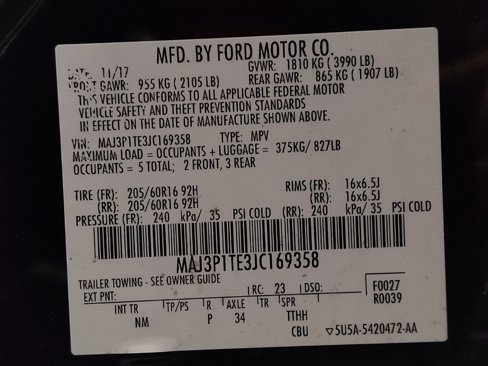 MFD. BY FORD MOTOR CO.
DATE: 11/17 GVWR: 1810 KG ( 3990 LB)
FRONT GAWR: 955 KG ( 2105 LB) REAR GAWR: 865 KG ( 1907 LB)
THIS VEHICLE CONFORMS TO ALL APPLICABLE FEDERAL MOTOR
VEHICLE SAFETY AND THEFT PREVENTION STANDARDS
IN EFFECT ON THE DATE OF MANUFACTURE SHOWN ABOVE.
VIN: MAJ3P1TE3JC169358 TYPE: MPV
MAXIMUM LOAD = OCCUPANTS + LUGGAGE = 375KG/ 827LB
OCCUPANTS = 5 TOTAL; 2 FRONT, 3 REAR
TIRE (FR): 205/60R16 92H RIMS (FR): 16x6.5J
(RR): 205/60R16 92H (RR): 16x6.5J
PRESSURE (FR): 240 kPa/ 35 PSI COLD (RR): 240 kPa/ 35 PSI COLD
MAJ3P1TE3JC169358
TRAILER TOWING - SEE OWNER GUIDE
EXT PNT: RC: 23 DSO: F0027
R0039
INT TR TP/PS R AXLE TR SPR
NM P 34 TTHH
CBU ▽5U5A-5420472-AA